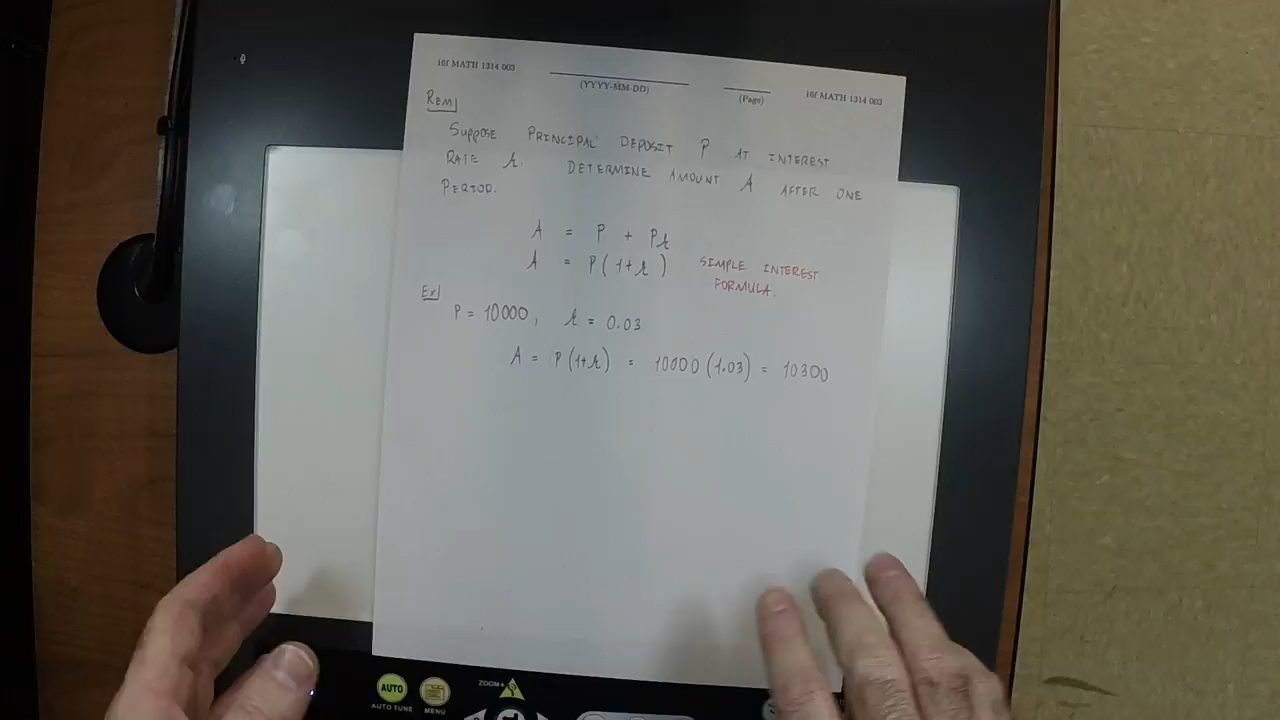 16f MATH 1314 003
(YYYY-MM-DD)
(Page)
16f MATH 1314 003
REM
SUPPOSE PRINCIPAL DEPOSIT P AT INTEREST
RATE r. DETERMINE AMOUNT A AFTER ONE
PERIOD.
A = P + Pr
A = P(1+r)
SIMPLE INTEREST
FORMULA.
EX
P = 10000, r = 0.03
A = P(1+r) = 10000(1.03) = 10300
AUTO
AUTO TUNE
MENU
ZOOM+